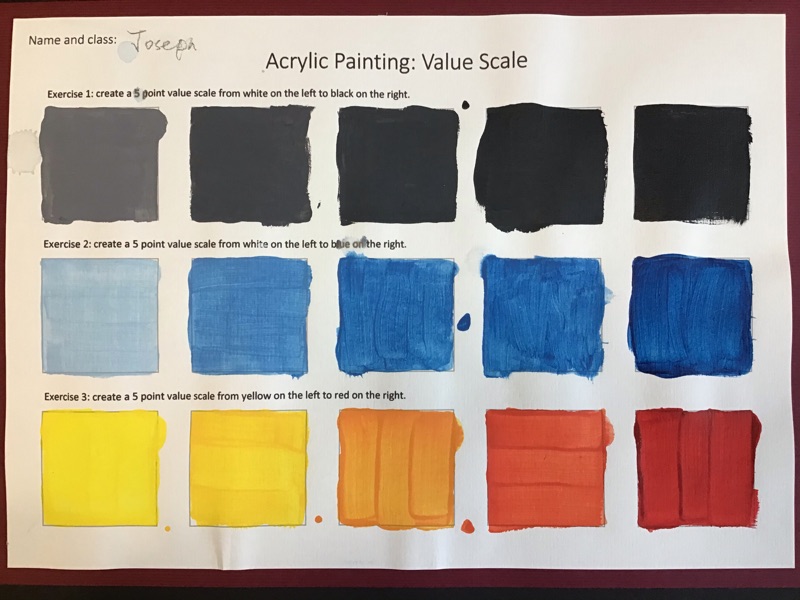 Name and class: Joseph
Acrylic Painting: Value Scale
Exercise 1: create a 5 point value scale from white on the left to black on the right.
Exercise 2: create a 5 point value scale from white on the left to blue on the right.
Exercise 3: create a 5 point value scale from yellow on the left to red on the right.